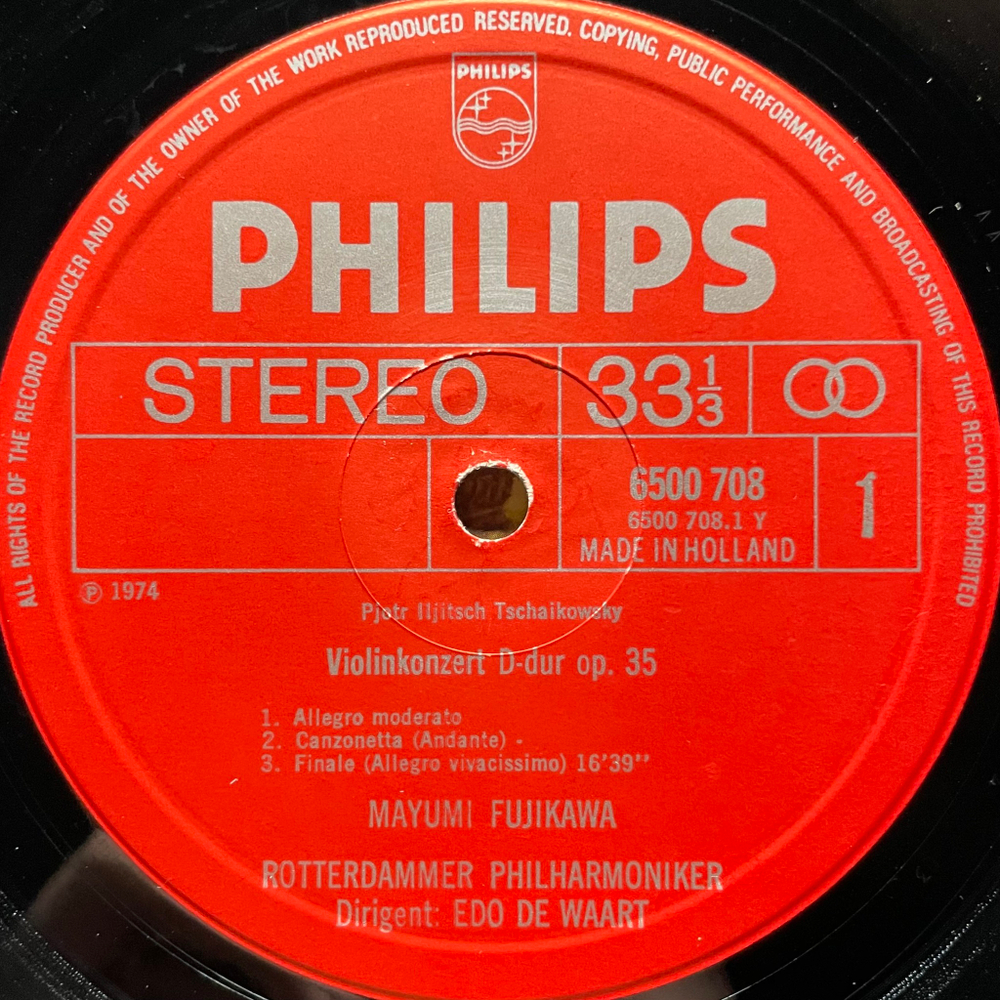 ALL RIGHTS OF THE RECORD PRODUCER AND OF THE OWNER OF THE WORK REPRODUCED RESERVED. COPYING, PUBLIC PERFORMANCE AND BROADCASTING OF THIS RECORD PROHIBITED
PHILIPS
PHILIPS
STEREO 33 1/3
6500 708 1
6500 708.1 Y
MADE IN HOLLAND
℗ 1974
Pjotr Iljitsch Tschaikowsky
Violinkonzert D-dur op. 35
1. Allegro moderato
2. Canzonetta (Andante) -
3. Finale (Allegro vivacissimo) 16'39"
MAYUMI FUJIKAWA
ROTTERDAMMER PHILHARMONIKER
Dirigent: EDO DE WAART